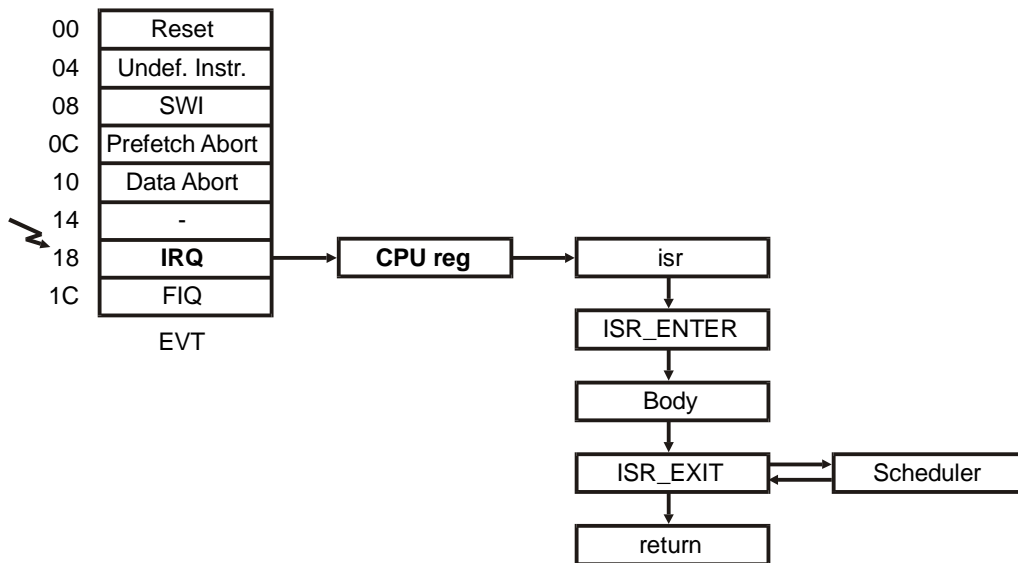 00 Reset
04 Undef. Instr.
08 SWI
0C Prefetch Abort
10 Data Abort
14 -
18 IRQ CPU reg isr
1C FIQ
ISR_ENTER
EVT
Body
ISR_EXIT Scheduler
return